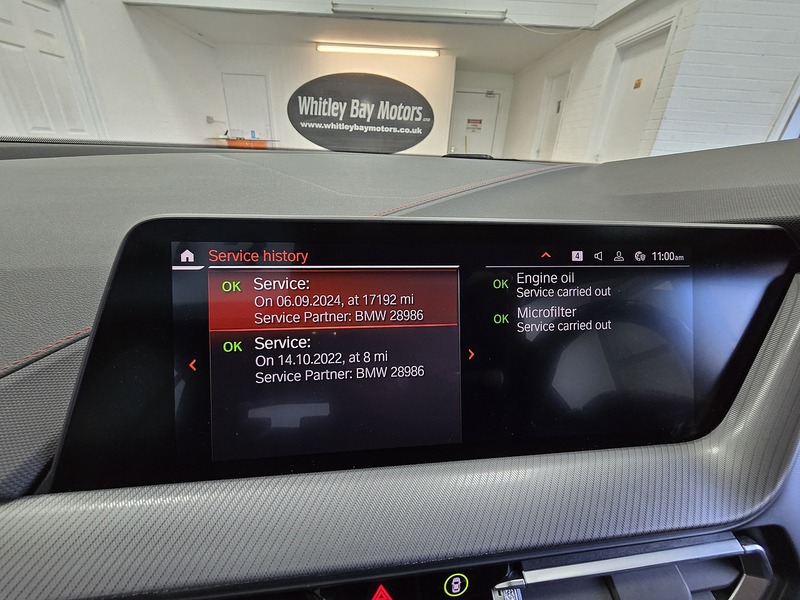 Whitley Bay Motors
www.whitleybaymotors.co.uk
Service history
4
11:00am
OK Service:
On 06.09.2024, at 17192 mi
Service Partner: BMW 28986
OK Service:
On 14.10.2022, at 8 mi
Service Partner: BMW 28986
OK Engine oil
Service carried out
OK Microfilter
Service carried out